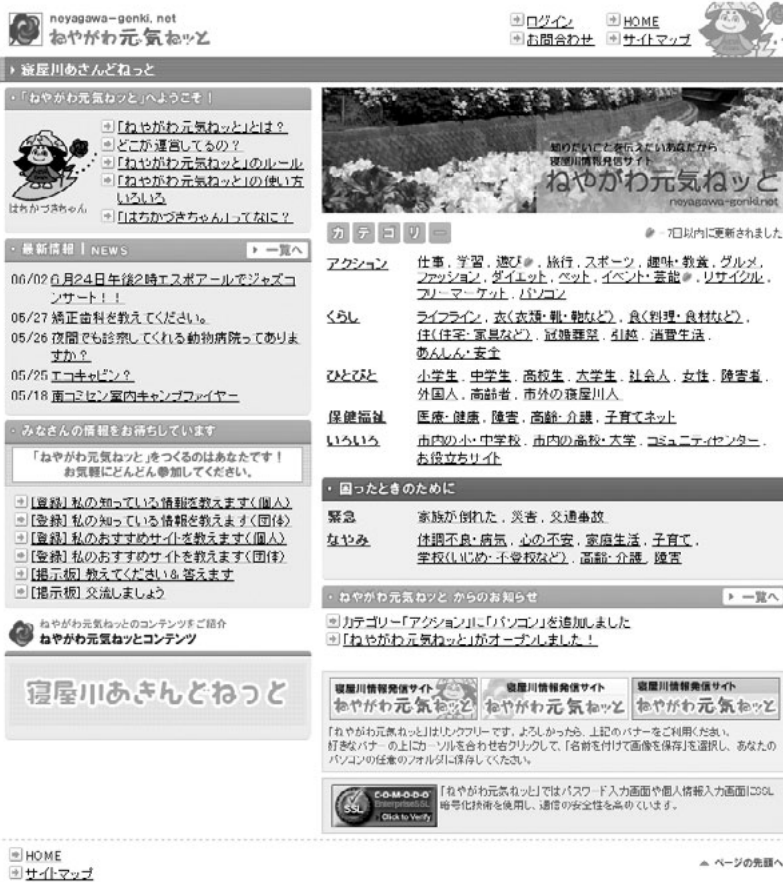 neyagawa-genki.net
ねやがわ元気ねっと
ログイン
HOME
お問合わせ
サイトマップ
寝屋川あきんどねっと
「ねやがわ元気ねっと」へようこそ！
「ねやがわ元気ねっと」とは？
どこが運営してるの？
「ねやがわ元気ねっと」のルール
「ねやがわ元気ねっと」の使い方
いろいろ
「はちかづきちゃん」ってなに？
はちかづきちゃん
知りたいことを伝えたいあなたから
寝屋川情報発信サイト
ねやがわ元気ねっと
neyagawa-genki.net
最新情報 | NEWS
一覧へ
06/02 6月24日午後2時エスポアールでジャズコ
ンサート！！
05/27 矯正歯科を教えてください。
05/26 夜間でも診察してくれる動物病院ってありま
すか？
05/25 エコキャビン？
05/18 南コミセン室内キャンプファイヤー
みなさんの情報をお待ちしています
「ねやがわ元気ねっと」をつくるのはあなたです！
お気軽にどんどん参加してください。
[登録] 私の知っている情報を教えます（個人）
[登録] 私の知っている情報を教えます（団体）
[登録] 私のおすすめサイトを教えます（個人）
[登録] 私のおすすめサイトを教えます（団体）
[掲示板] 教えてください＆答えます
[掲示板] 交流しましょう
ねやがわ元気ねっとのコンテンツをご紹介
ねやがわ元気ねっとコンテンツ
寝屋川あきんどねっと
カテゴリー
－7日以内に更新されました
アクション 仕事，学習，遊び，旅行，スポーツ，趣味・教養，グルメ，
ファッション，ダイエット，ペット，イベント・芸能，リサイクル，
フリーマーケット，パソコン
くらし ライフライン，衣（衣類・靴・鞄など），食（料理・食材など），
住（住宅・家具など），冠婚葬祭，引越，消費生活，
あんしん・安全
ひとびと 小学生，中学生，高校生，大学生，社会人，女性，障害者，
外国人，高齢者，市外の寝屋川人
保健福祉 医療・健康，障害，高齢・介護，子育てネット
いろいろ 市内の小・中学校，市内の高校・大学，コミュニティセンター，
お役立ちサイト
困ったときのために
緊急 家族が倒れた，災害，交通事故
なやみ 体調不良・病気，心の不安，家庭生活，子育て，
学校（いじめ・不登校など），高齢・介護，障害
ねやがわ元気ねっと からのお知らせ
一覧へ
カテゴリー「アクション」に「パソコン」を追加しました
「ねやがわ元気ねっと」がオープンしました！
寝屋川情報発信サイト
ねやがわ元気ねっと
寝屋川情報発信サイト
ねやがわ元気ねっと
寝屋川情報発信サイト
ねやがわ元気ねっと
「ねやがわ元気ねっと」はリンクフリーです。よろしかったら、上記のバナーをご利用ください。
好きなバナーの上にカーソルを合わせ右クリックして、「名前を付けて画像を保存」を選択し、あなたの
パソコンの任意のフォルダに保存してください。
COMODO
EnterpriseSSL
SSL
Click to Verify
「ねやがわ元気ねっと」ではパスワード入力画面や個人情報入力画面にSSL
暗号化技術を使用し、通信の安全性を高めています。
HOME
サイトマップ
ページの先頭へ